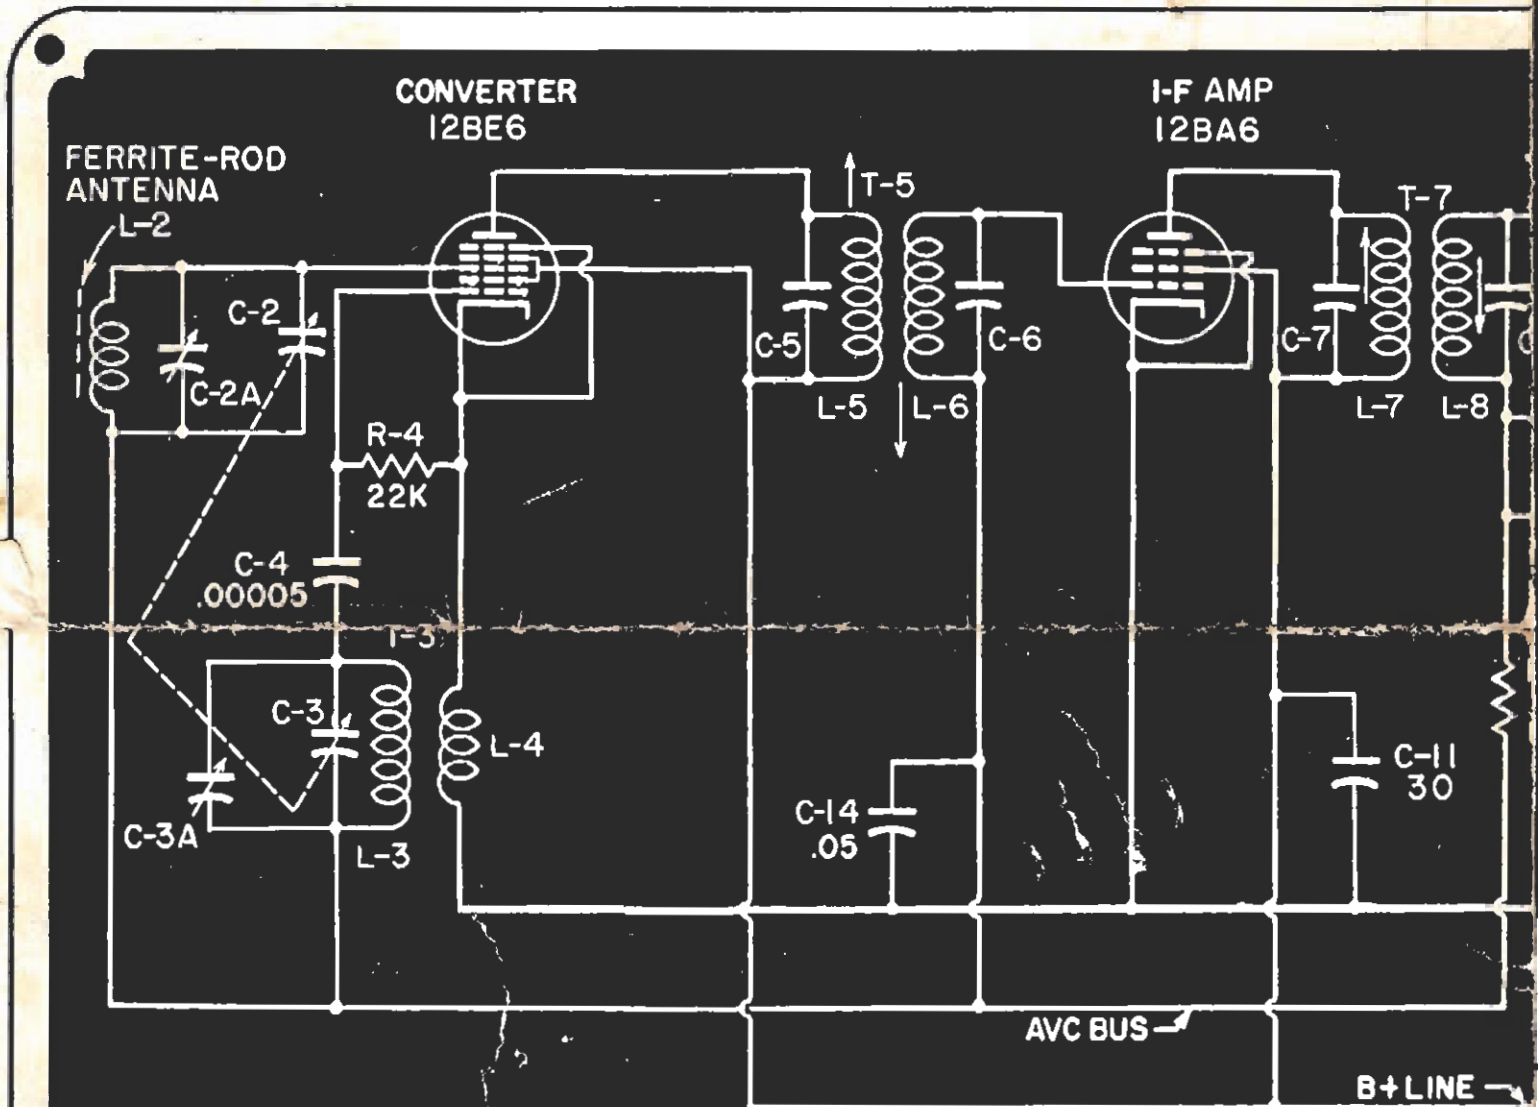 CONVERTER
12BE6
I-F AMP
12BA6
FERRITE-ROD
ANTENNA
L-2
T-5
T-7
C-2
C-2A
C-5
C-6
C-7
L-5
L-6
L-7
L-8
R-4
22K
C-4
.00005
T-3
C-3
L-4
C-3A
L-3
C-14
.05
C-11
30
AVC BUS
B+ LINE